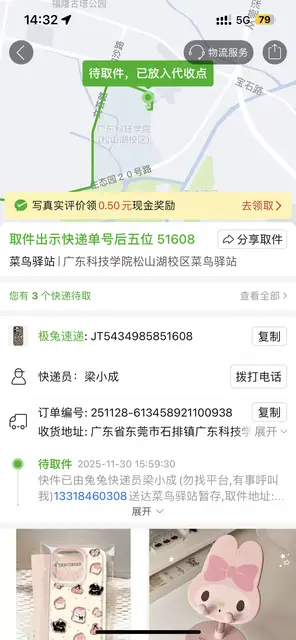 14:32
5G 79
福隆古塔公园
物流服务
待取件，已放入代收点
宝石路
广东科技学院
(松山湖校区)
生态园20号路
写真实评价领 0.50 元现金奖励
去领取 >
取件出示快递单号后五位 51608
分享取件
菜鸟驿站 | 广东科技学院松山湖校区菜鸟驿站
您有 3 个快递待取
查看全部 >
极兔速递: JT5434985851608
复制
快递员: 梁小成
拨打电话
订单编号: 251128-613458921100938
复制
收货地址: 广东省东莞市石排镇广东科技学
展开
待取件 2025-11-30 15:59:30
快件已由兔兔快递员梁小成 (勿找平台,有事呼叫
我)13318460308送达菜鸟驿站暂存,取件地址:...
展开